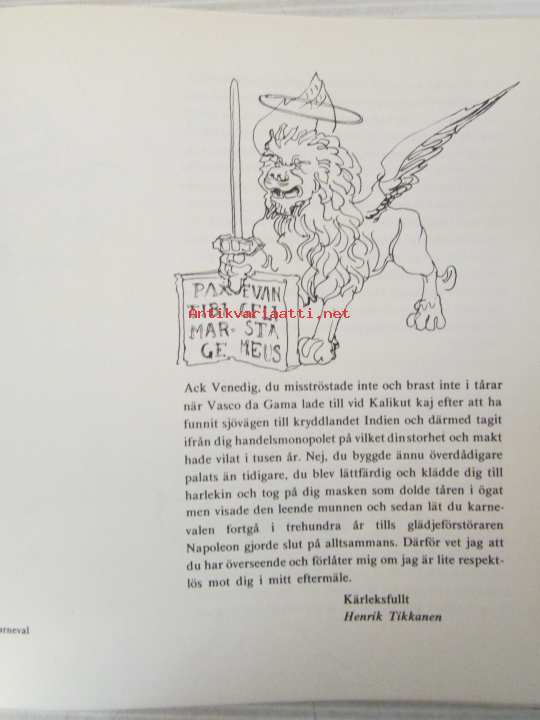 PAX EVAN
TIBI GELI
MAR- STA
GE MEUS
Antikvariaatti.net
Ack Venedig, du misströstade inte och brast inte i tårar
när Vasco da Gama lade till vid Kalikut kaj efter att ha
funnit sjövägen till kryddlandet Indien och därmed tagit
ifrån dig handelsmonopolet på vilket din storhet och makt
hade vilat i tusen år. Nej, du byggde ännu överdådigare
palats än tidigare, du blev lättfärdig och klädde dig till
harlekin och tog på dig masken som dolde tåren i ögat
men visade den leende munnen och sedan lät du karne-
valen fortgå i trehundra år tills glädjeförstöraren
Napoleon gjorde slut på alltsammans. Därför vet jag att
du har överseende och förlåter mig om jag är lite respekt-
lös mot dig i mitt eftermäle.
Kärleksfullt
Henrik Tikkanen
arneval